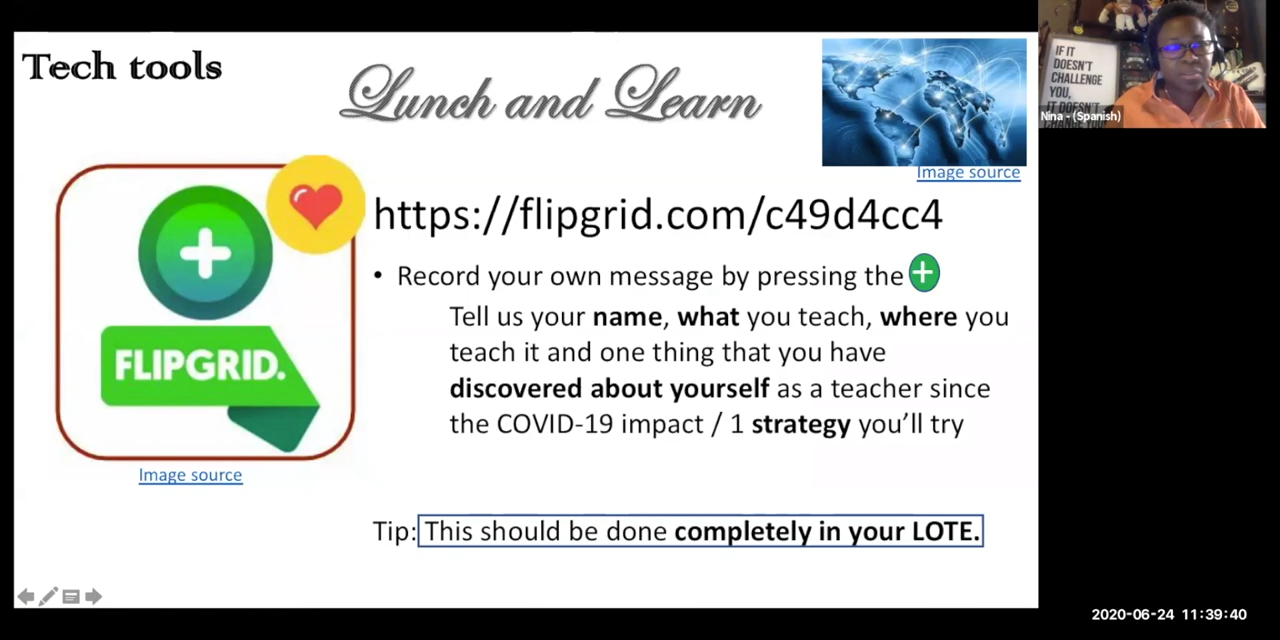 Tech tools
Lunch and Learn
Image source
https://flipgrid.com/c49d4cc4
• Record your own message by pressing the +
Tell us your name, what you teach, where you
teach it and one thing that you have
discovered about yourself as a teacher since
the COVID-19 impact / 1 strategy you'll try
FLIPGRID.
Image source
Tip: This should be done completely in your LOTE.
IF IT
DOESN'T
CHALLENGE
YOU,
IT DOESN'T
Nina - (Spanish)
2020-06-24 11:39:40